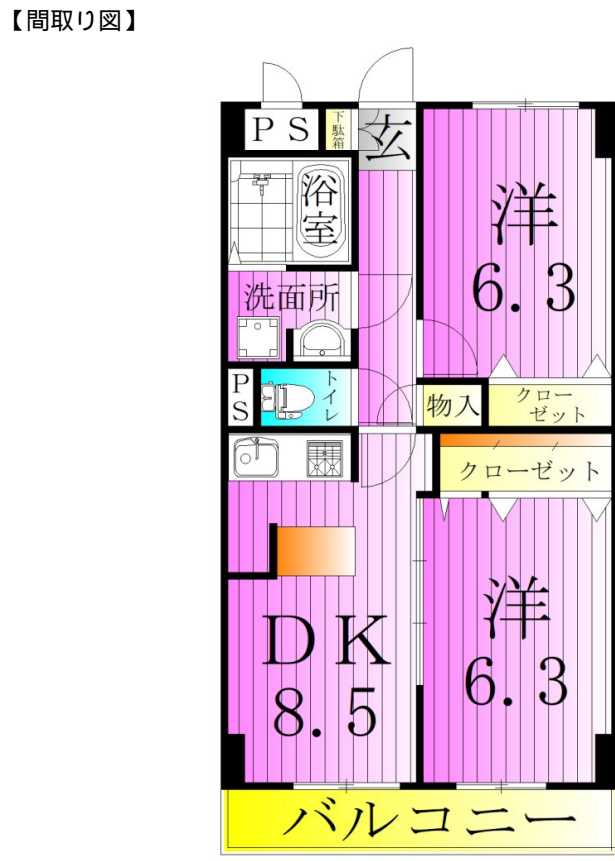 【間取り図】
PS
下駄箱
玄
浴室
洋
6.3
洗面所
PS
トイレ
物入
クローゼット
クローゼット
DK
8.5
洋
6.3
バルコニー